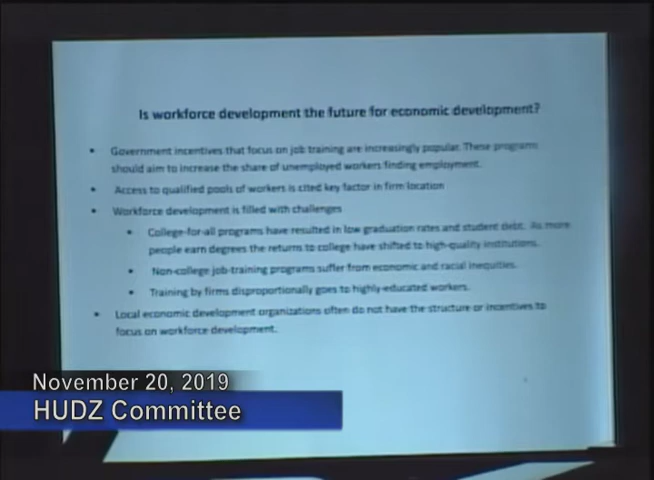 Is workforce development the future for economic development?
• Government incentives that focus on job training are increasingly popular. These programs
should aim to increase the share of unemployed workers finding employment.
• Access to qualified pools of workers is cited key factor in firm location
• Workforce development is filled with challenges
• College-for-all programs have resulted in low graduation rates and student debt. As more
people earn degrees the returns to college have shifted to high-quality institutions.
• Non-college job-training programs suffer from economic and racial inequities.
• Training by firms disproportionally goes to highly-educated workers.
• Local economic development organizations often do not have the structure or incentives to
focus on workforce development.
November 20, 2019
HUDZ Committee